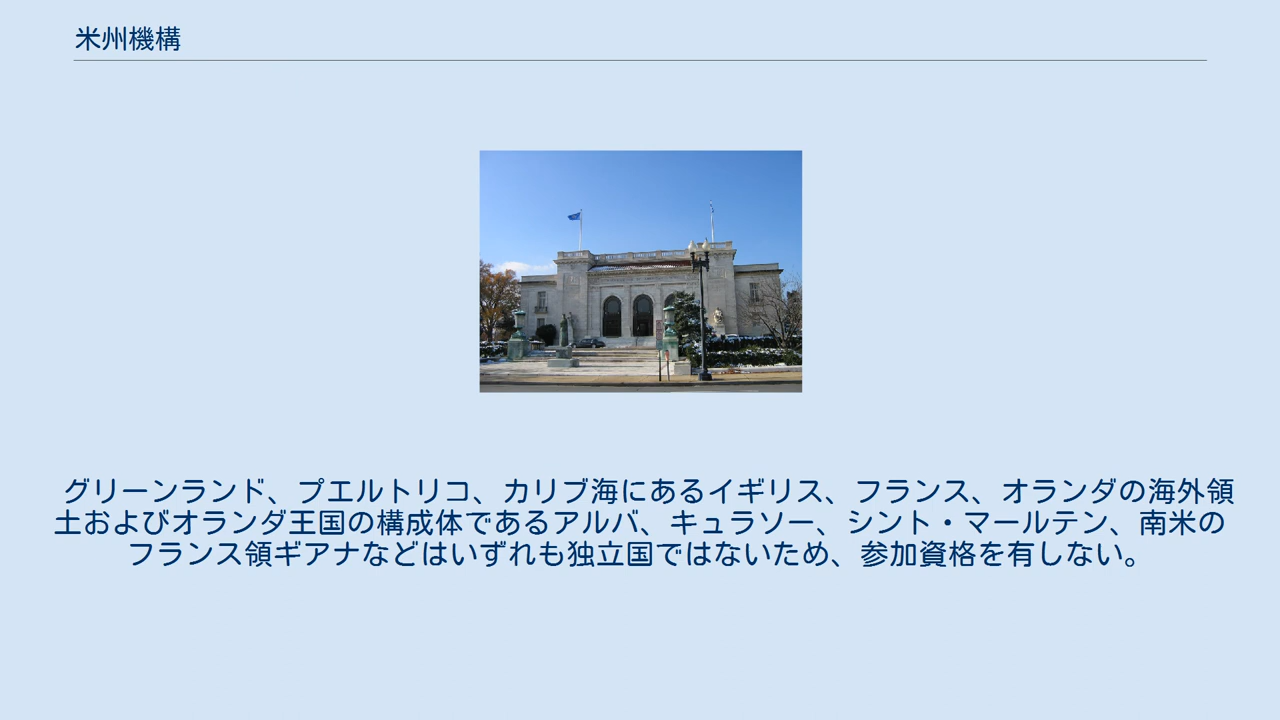 米州機構
グリーンランド、プエルトリコ、カリブ海にあるイギリス、フランス、オランダの海外領
土およびオランダ王国の構成体であるアルバ、キュラソー、シント・マールテン、南米の
フランス領ギアナなどはいずれも独立国ではないため、参加資格を有しない。